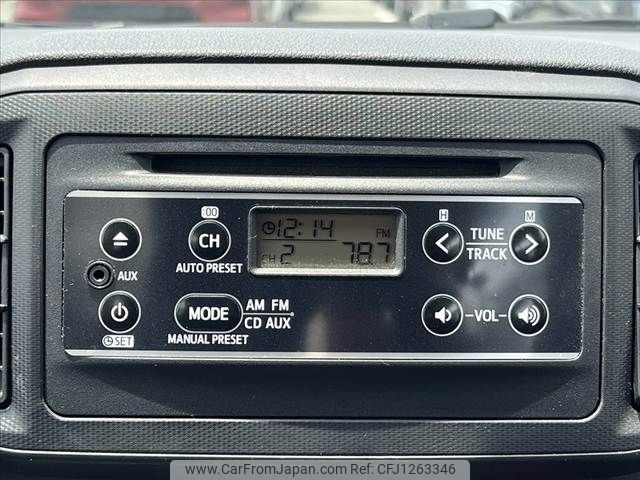 :00
H
M
12:14
FM
CH
TUNE
TRACK
CH 2 78.7
AUX
AUTO PRESET
MODE
AM FM
CD AUX
VOL
SET
MANUAL PRESET
www.CarFromJapan.com Ref No: CFJ1263346